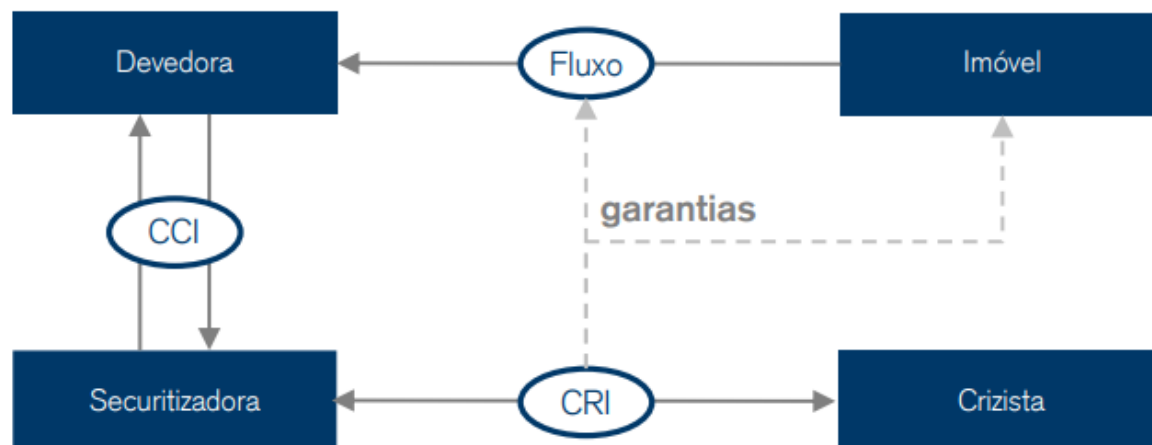 Devedora
Fluxo
Imóvel
garantias
CCI
Securitizadora
CRI
Crizista